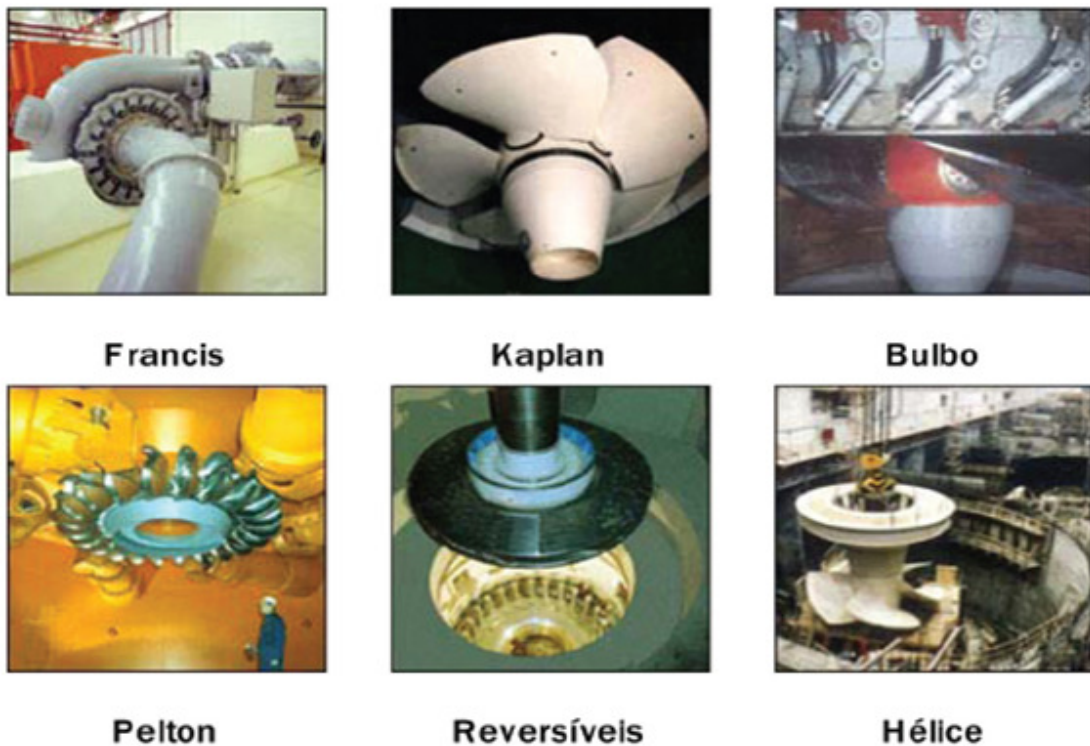 Francis
Kaplan
Bulbo
Pelton
Reversíveis
Hélice